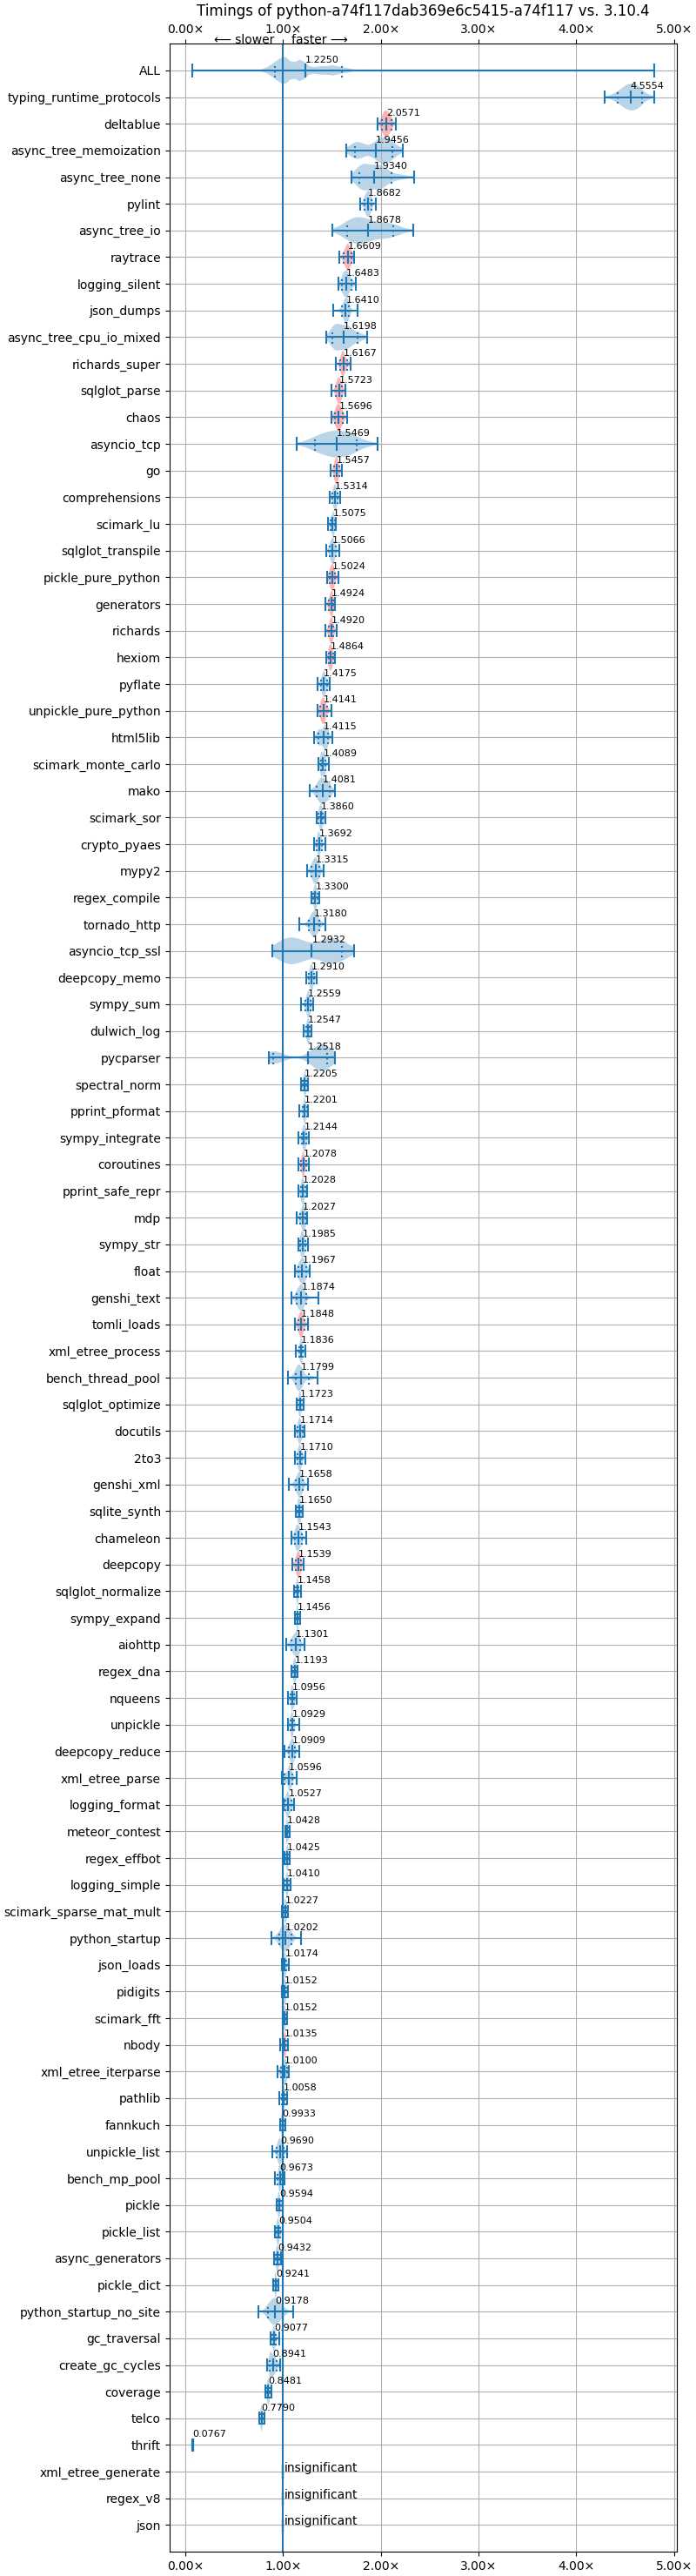 Timings of python-a74f117dab369e6c5415-a74f117 vs. 3.10.4
0.00× 1.00× 2.00× 3.00× 4.00× 5.00×
⟵ slower faster ⟶
ALL 1.2250
typing_runtime_protocols 4.5554
deltablue 2.0571
async_tree_memoization 1.9456
async_tree_none 1.9340
pylint 1.8682
async_tree_io 1.8678
raytrace 1.6609
logging_silent 1.6483
json_dumps 1.6410
async_tree_cpu_io_mixed 1.6198
richards_super 1.6167
sqlglot_parse 1.5723
chaos 1.5696
asyncio_tcp 1.5469
go 1.5457
comprehensions 1.5314
scimark_lu 1.5075
sqlglot_transpile 1.5066
pickle_pure_python 1.5024
generators 1.4924
richards 1.4920
hexiom 1.4864
pyflate 1.4175
unpickle_pure_python 1.4141
html5lib 1.4115
scimark_monte_carlo 1.4089
mako 1.4081
scimark_sor 1.3860
crypto_pyaes 1.3692
mypy2 1.3315
regex_compile 1.3300
tornado_http 1.3180
asyncio_tcp_ssl 1.2932
deepcopy_memo 1.2910
sympy_sum 1.2559
dulwich_log 1.2547
pycparser 1.2518
spectral_norm 1.2205
pprint_pformat 1.2201
sympy_integrate 1.2144
coroutines 1.2078
pprint_safe_repr 1.2028
mdp 1.2027
sympy_str 1.1985
float 1.1967
genshi_text 1.1874
tomli_loads 1.1848
xml_etree_process 1.1836
bench_thread_pool 1.1799
sqlglot_optimize 1.1723
docutils 1.1714
2to3 1.1710
genshi_xml 1.1658
sqlite_synth 1.1650
chameleon 1.1543
deepcopy 1.1539
sqlglot_normalize 1.1458
sympy_expand 1.1456
aiohttp 1.1301
regex_dna 1.1193
nqueens 1.0956
unpickle 1.0929
deepcopy_reduce 1.0909
xml_etree_parse 1.0596
logging_format 1.0527
meteor_contest 1.0428
regex_effbot 1.0425
logging_simple 1.0410
scimark_sparse_mat_mult 1.0227
python_startup 1.0202
json_loads 1.0174
pidigits 1.0152
scimark_fft 1.0152
nbody 1.0135
xml_etree_iterparse 1.0100
pathlib 1.0058
fannkuch 0.9933
unpickle_list 0.9690
bench_mp_pool 0.9673
pickle 0.9594
pickle_list 0.9504
async_generators 0.9432
pickle_dict 0.9241
python_startup_no_site 0.9178
gc_traversal 0.9077
create_gc_cycles 0.8941
coverage 0.8481
telco 0.7790
thrift 0.0767
xml_etree_generate insignificant
regex_v8 insignificant
json insignificant
0.00× 1.00× 2.00× 3.00× 4.00× 5.00×